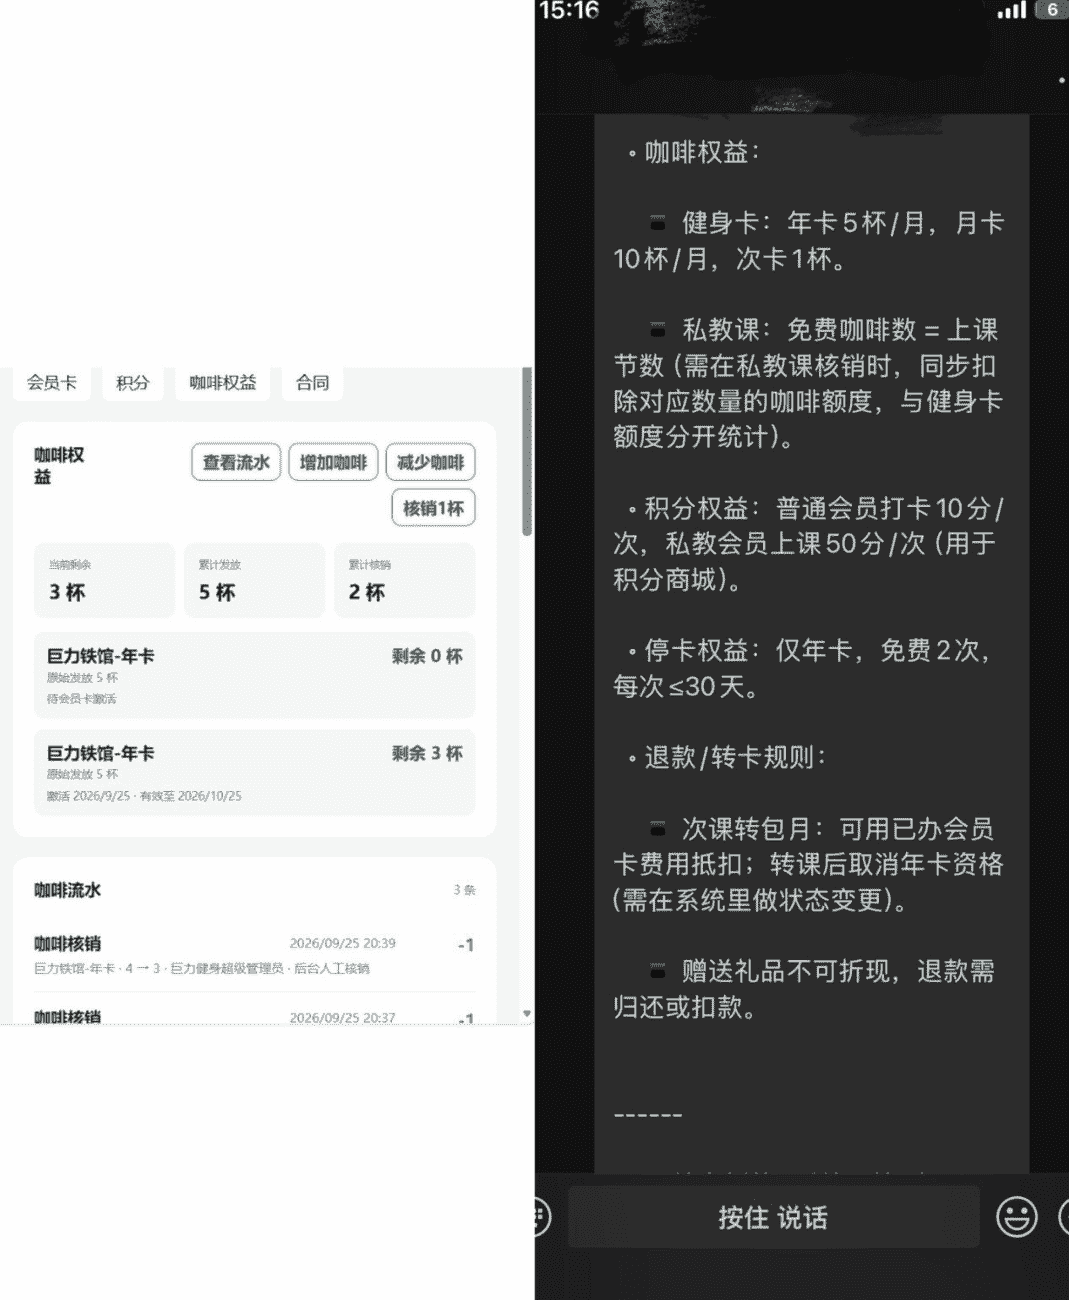 会员卡
积分
咖啡权益
合同
咖啡权
益
查看流水
增加咖啡
减少咖啡
核销1杯
当前剩余
累计发放
累计核销
3 杯
5 杯
2 杯
巨力铁馆-年卡
剩余 0 杯
原始发放 5 杯
待会员卡激活
巨力铁馆-年卡
剩余 3 杯
原始发放 5 杯
激活 2026/9/25 · 有效至 2026/10/25
咖啡流水
3 条
咖啡核销
2026/09/25 20:39
-1
巨力铁馆-年卡 · 4 → 3 · 巨力健身超级管理员 · 后台人工核销
咖啡核销
2026/09/25 20:37
-1
15:16
6
• 咖啡权益：
健身卡：年卡5杯/月，月卡
10杯/月，次卡1杯。
私教课：免费咖啡数 = 上课
节数（需在私教课核销时，同步扣
除对应数量的咖啡额度，与健身卡
额度分开统计）。
• 积分权益：普通会员打卡10分/
次，私教会员上课50分/次（用于
积分商城）。
• 停卡权益：仅年卡，免费2次，
每次≤30天。
• 退款/转卡规则：
次课转包月：可用已办会员
卡费用抵扣；转课后取消年卡资格
（需在系统里做状态变更）。
赠送礼品不可折现，退款需
归还或扣款。
------
按住 说话